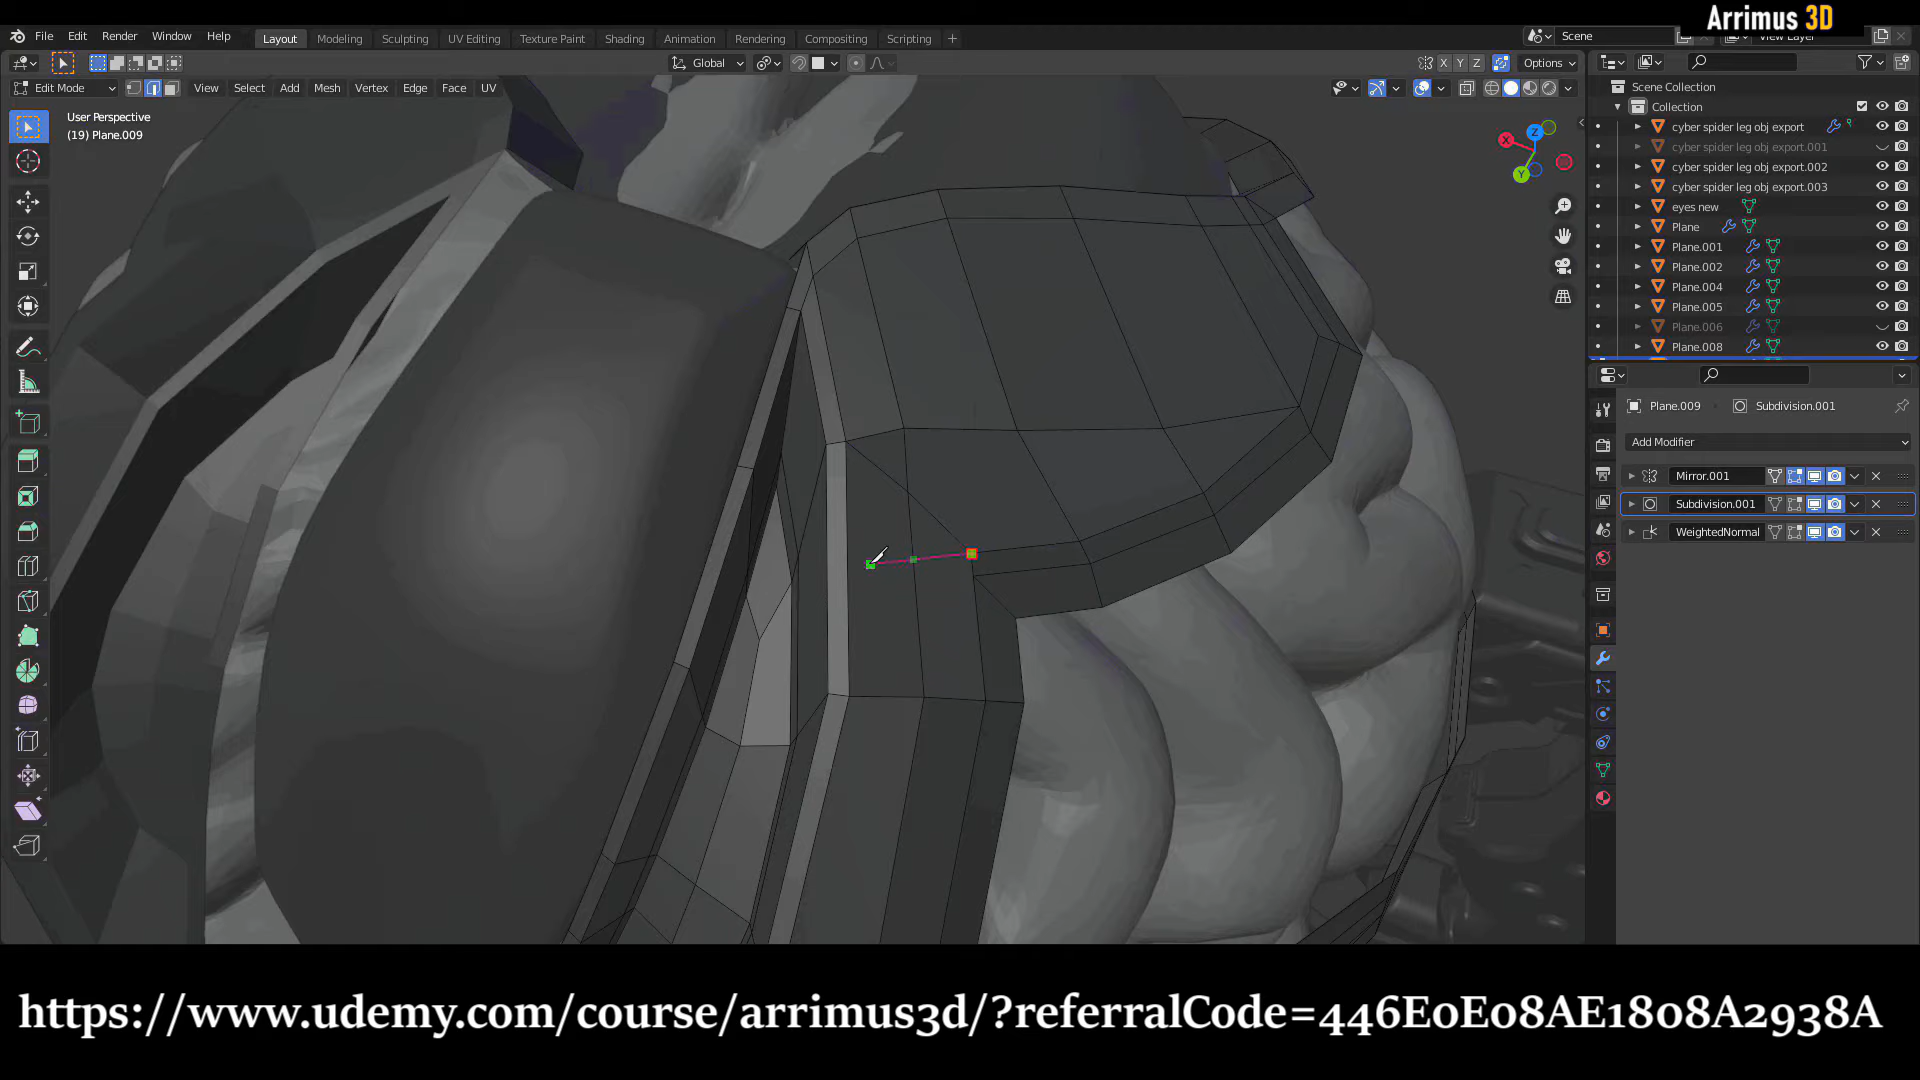 Arrimus 3D
File Edit Render Window Help
Layout Modeling Sculpting UV Editing Texture Paint Shading Animation Rendering Compositing Scripting
Scene
View Layer
Global
X Y Z
Options
Edit Mode
View Select Add Mesh Vertex Edge Face UV
User Perspective
(19) Plane.009
X
Y
Z
Scene Collection
Collection
cyber spider leg obj export
cyber spider leg obj export.001
cyber spider leg obj export.002
cyber spider leg obj export.003
eyes new
Plane
Plane.001
Plane.002
Plane.004
Plane.005
Plane.006
Plane.008
Plane.009 Subdivision.001
Add Modifier
Mirror.001
Subdivision.001
WeightedNormal
https://www.udemy.com/course/arrimus3d/?referralCode=446E0E08AE1808A2938A